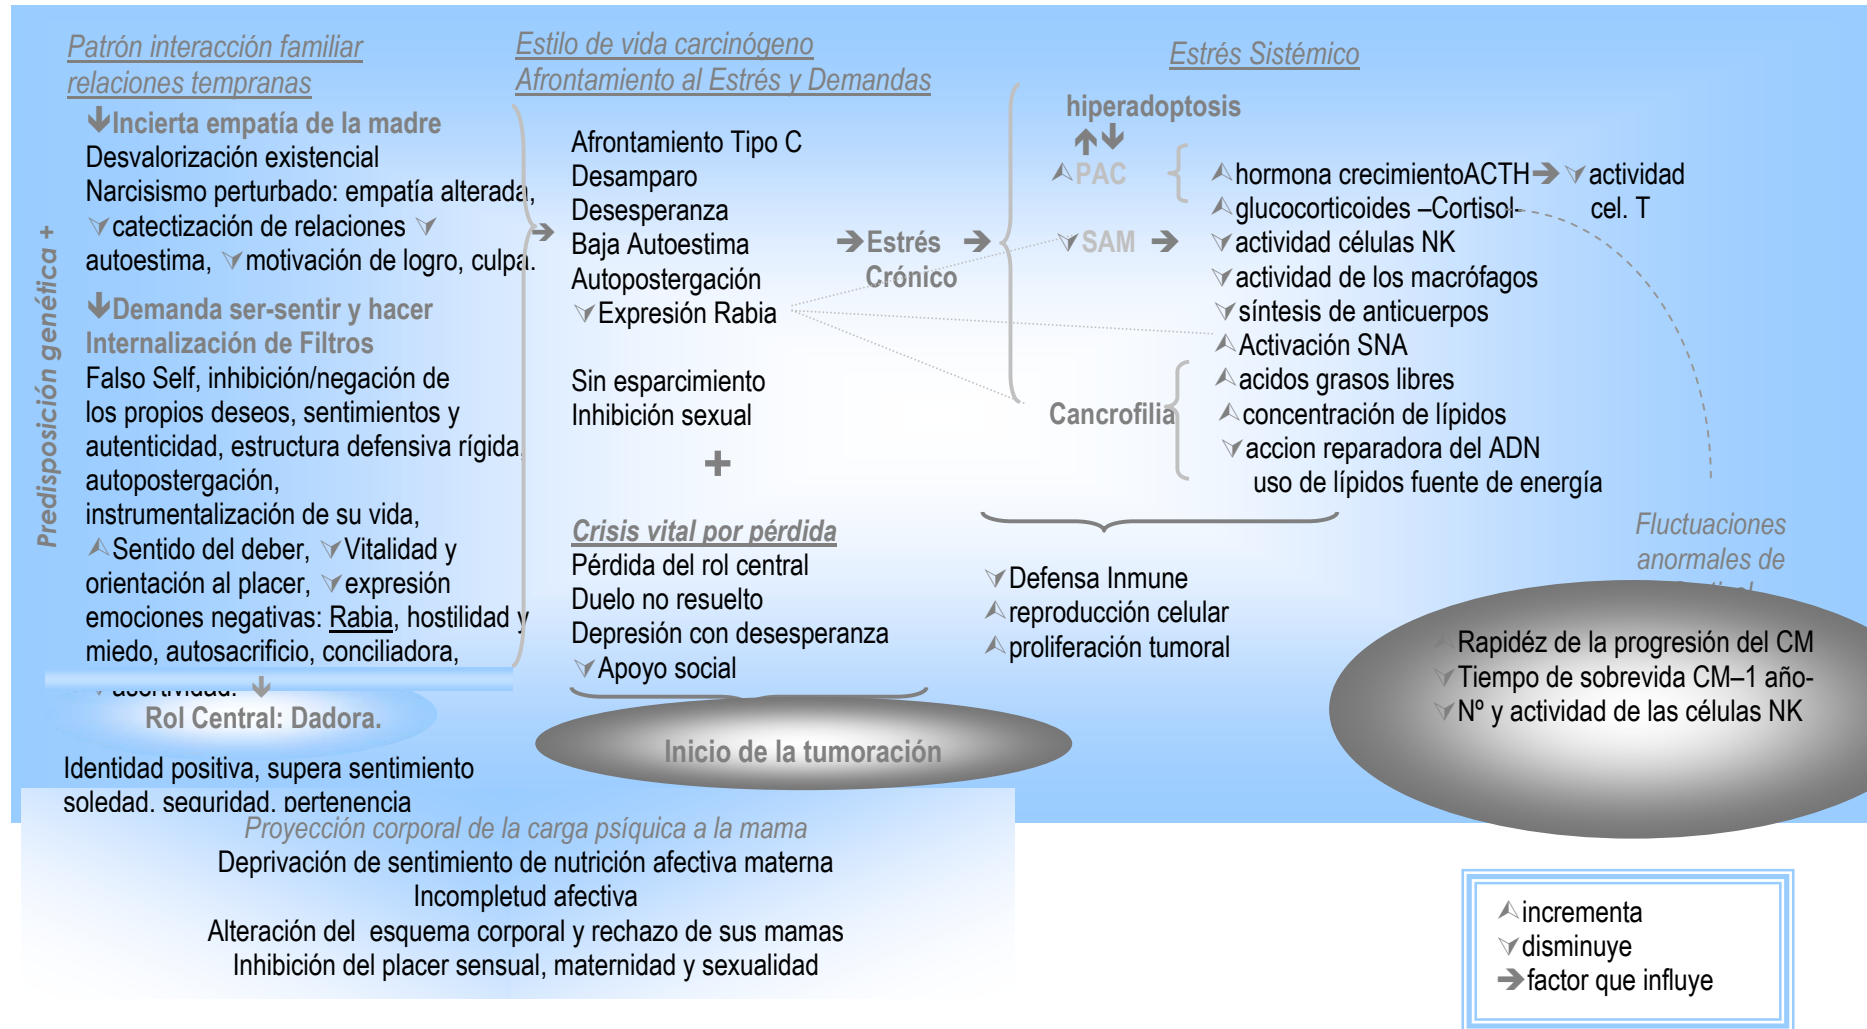 Predisposición genética +
Patrón interacción familiar
relaciones tempranas
Incierta empatía de la madre
Desvalorización existencial
Narcisismo perturbado: empatía alterada,
catectización de relaciones
autoestima, motivación de logro, culpa.
Demanda ser-sentir y hacer
Internalización de Filtros
Falso Self, inhibición/negación de
los propios deseos, sentimientos y
autenticidad, estructura defensiva rígida,
autopostergación,
instrumentalización de su vida,
Sentido del deber, Vitalidad y
orientación al placer, expresión
emociones negativas: Rabia, hostilidad y
miedo, autosacrificio, conciliadora,
asertividad.
Rol Central: Dadora.
Identidad positiva, supera sentimiento
soledad, seguridad, pertenencia
Proyección corporal de la carga psíquica a la mama
Deprivación de sentimiento de nutrición afectiva materna
Incompletud afectiva
Alteración del esquema corporal y rechazo de sus mamas
Inhibición del placer sensual, maternidad y sexualidad
Estilo de vida carcinógeno
Afrontamiento al Estrés y Demandas
Afrontamiento Tipo C
Desamparo
Desesperanza
Baja Autoestima
Autopostergación
Expresión Rabia
Sin esparcimiento
Inhibición sexual
+
Crisis vital por pérdida
Pérdida del rol central
Duelo no resuelto
Depresión con desesperanza
Apoyo social
Inicio de la tumoración
Estrés
Crónico
Estrés Sistémico
hiperadoptosis
PAC
SAM
Cancrofilia
hormona crecimientoACTH
actividad
cel. T
glucocorticoides –Cortisol-
actividad células NK
actividad de los macrófagos
síntesis de anticuerpos
Activación SNA
acidos grasos libres
concentración de lípidos
accion reparadora del ADN
uso de lípidos fuente de energía
Defensa Inmune
reproducción celular
proliferación tumoral
Fluctuaciones
anormales de
Rapidéz de la progresión del CM
Tiempo de sobrevida CM–1 año-
Nº y actividad de las células NK
incrementa
disminuye
factor que influye